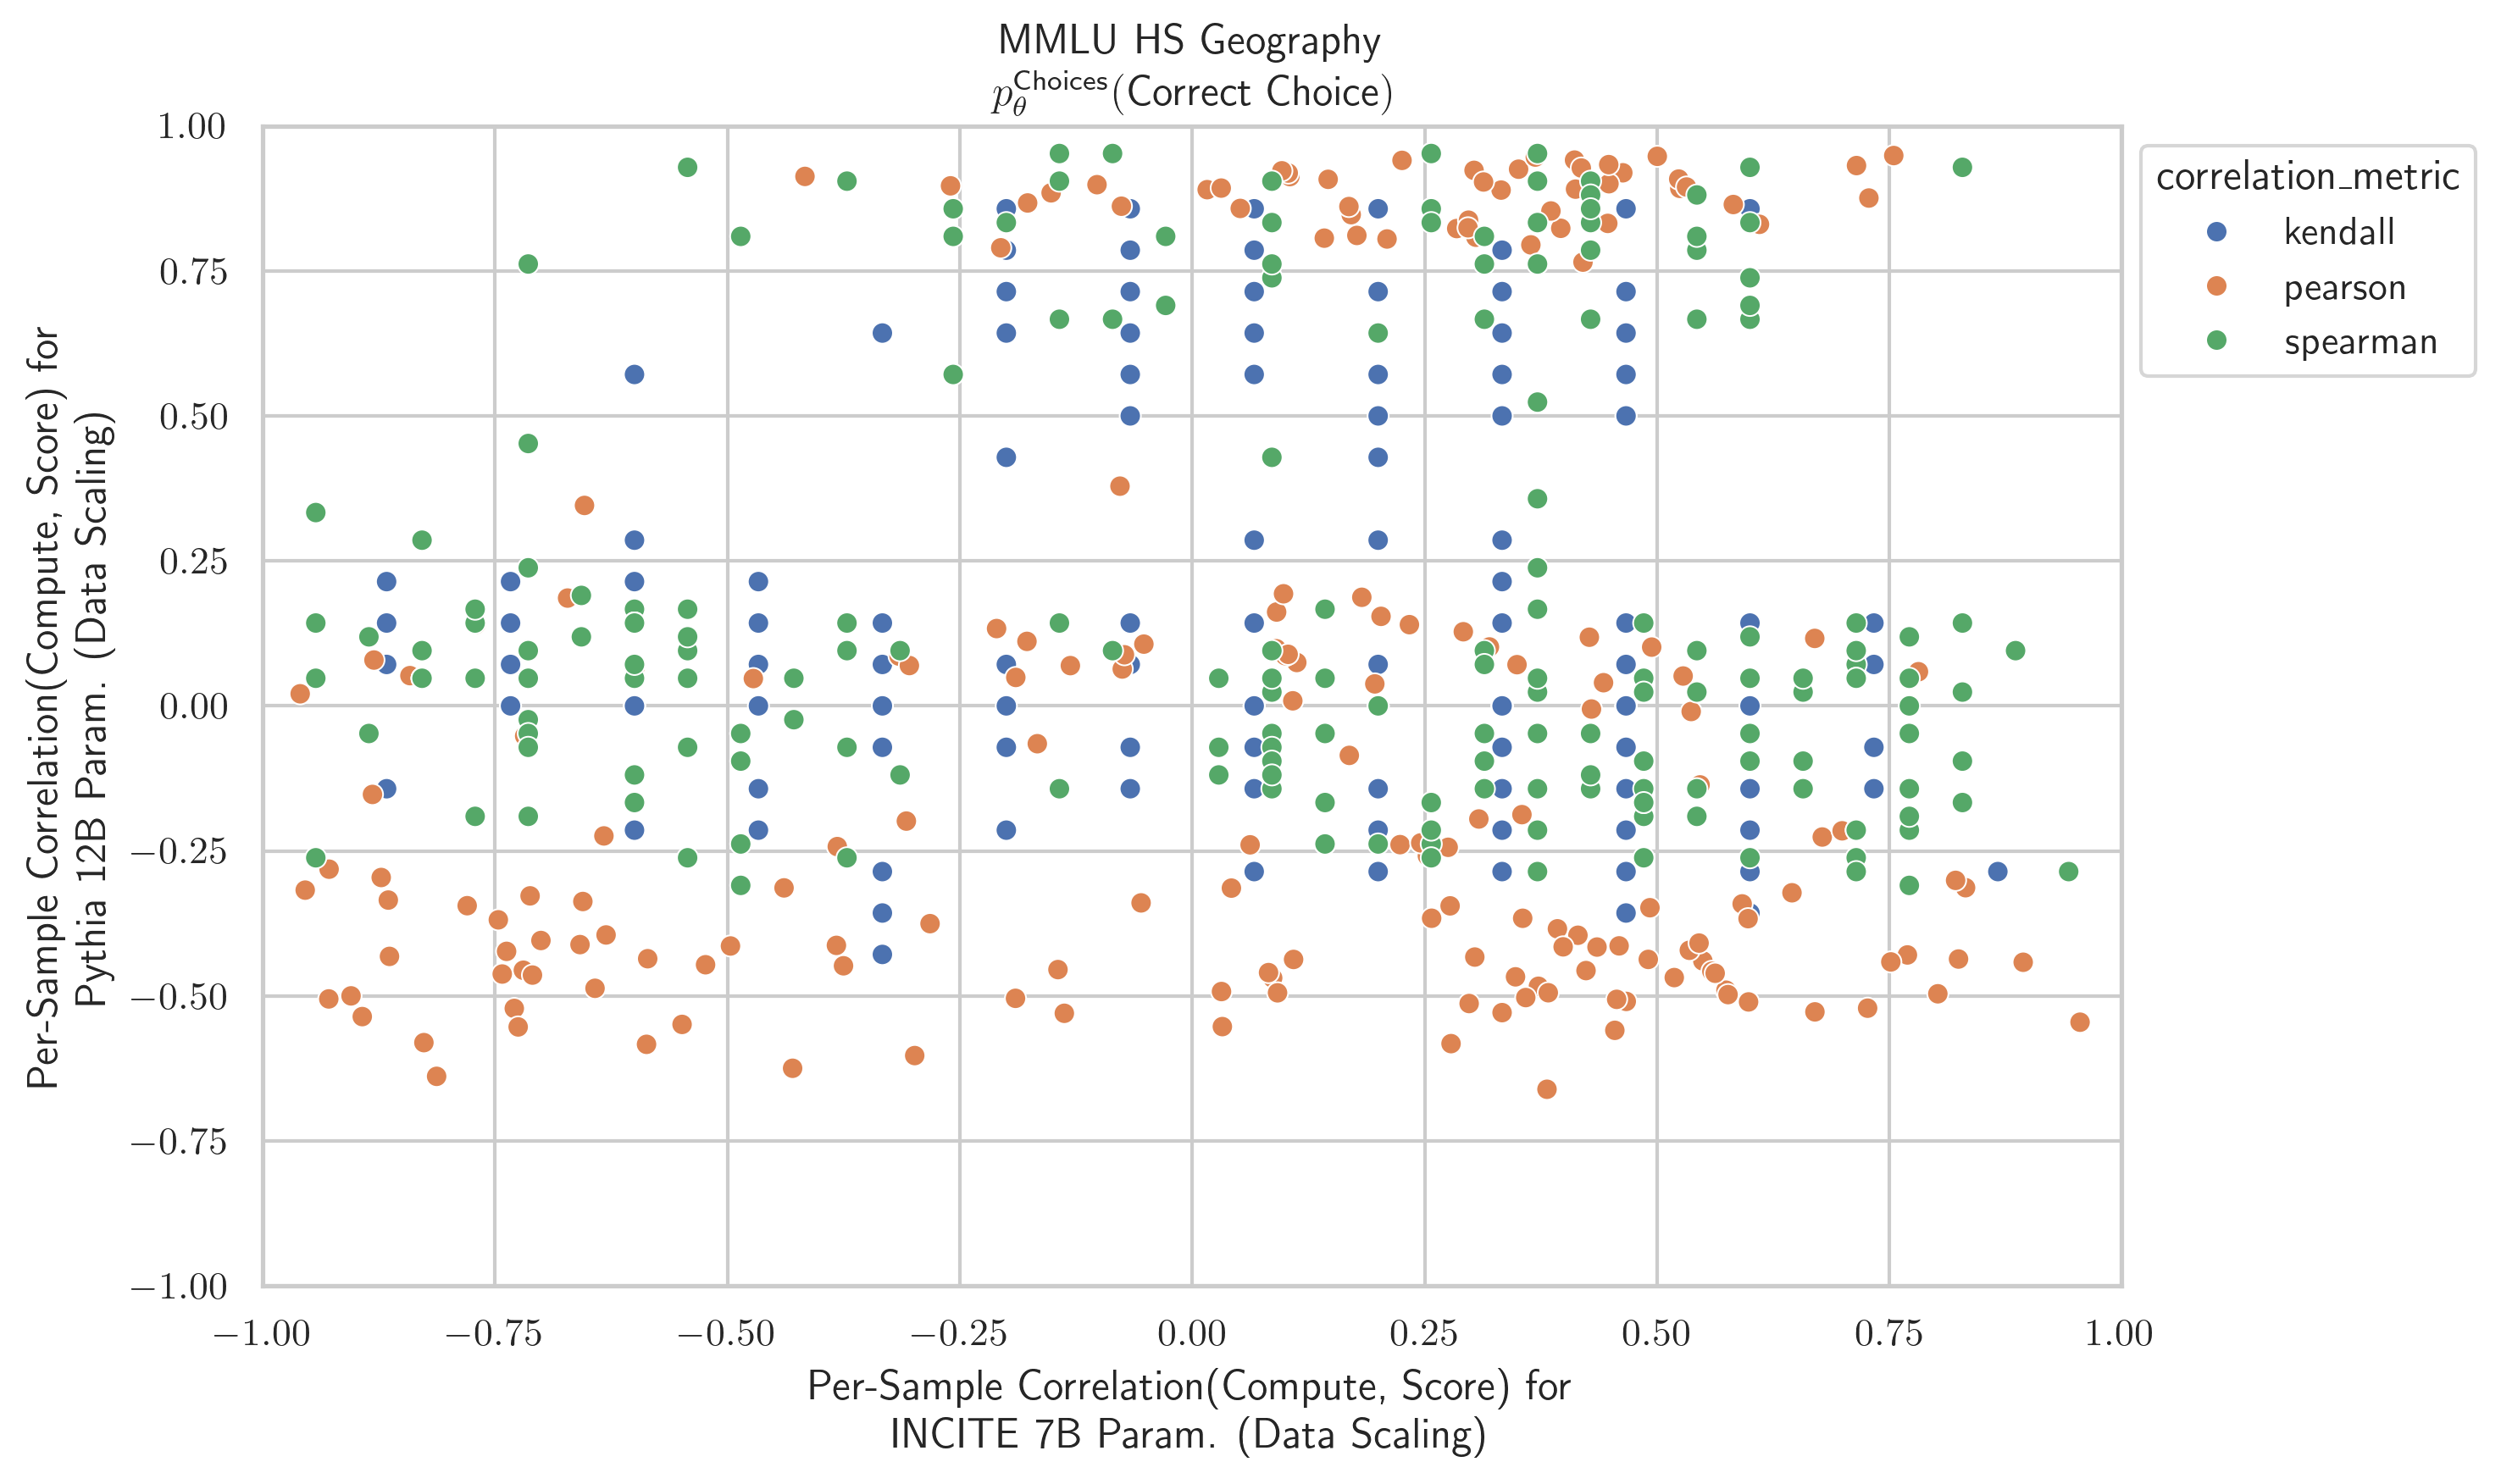 MMLU HS Geography
p_θ^Choices(Correct Choice)
1.00
0.75
0.50
0.25
0.00
−0.25
−0.50
−0.75
−1.00
Per-Sample Correlation(Compute, Score) for
Pythia 12B Param. (Data Scaling)
−1.00 −0.75 −0.50 −0.25 0.00 0.25 0.50 0.75 1.00
Per-Sample Correlation(Compute, Score) for
INCITE 7B Param. (Data Scaling)
correlation_metric
kendall
pearson
spearman